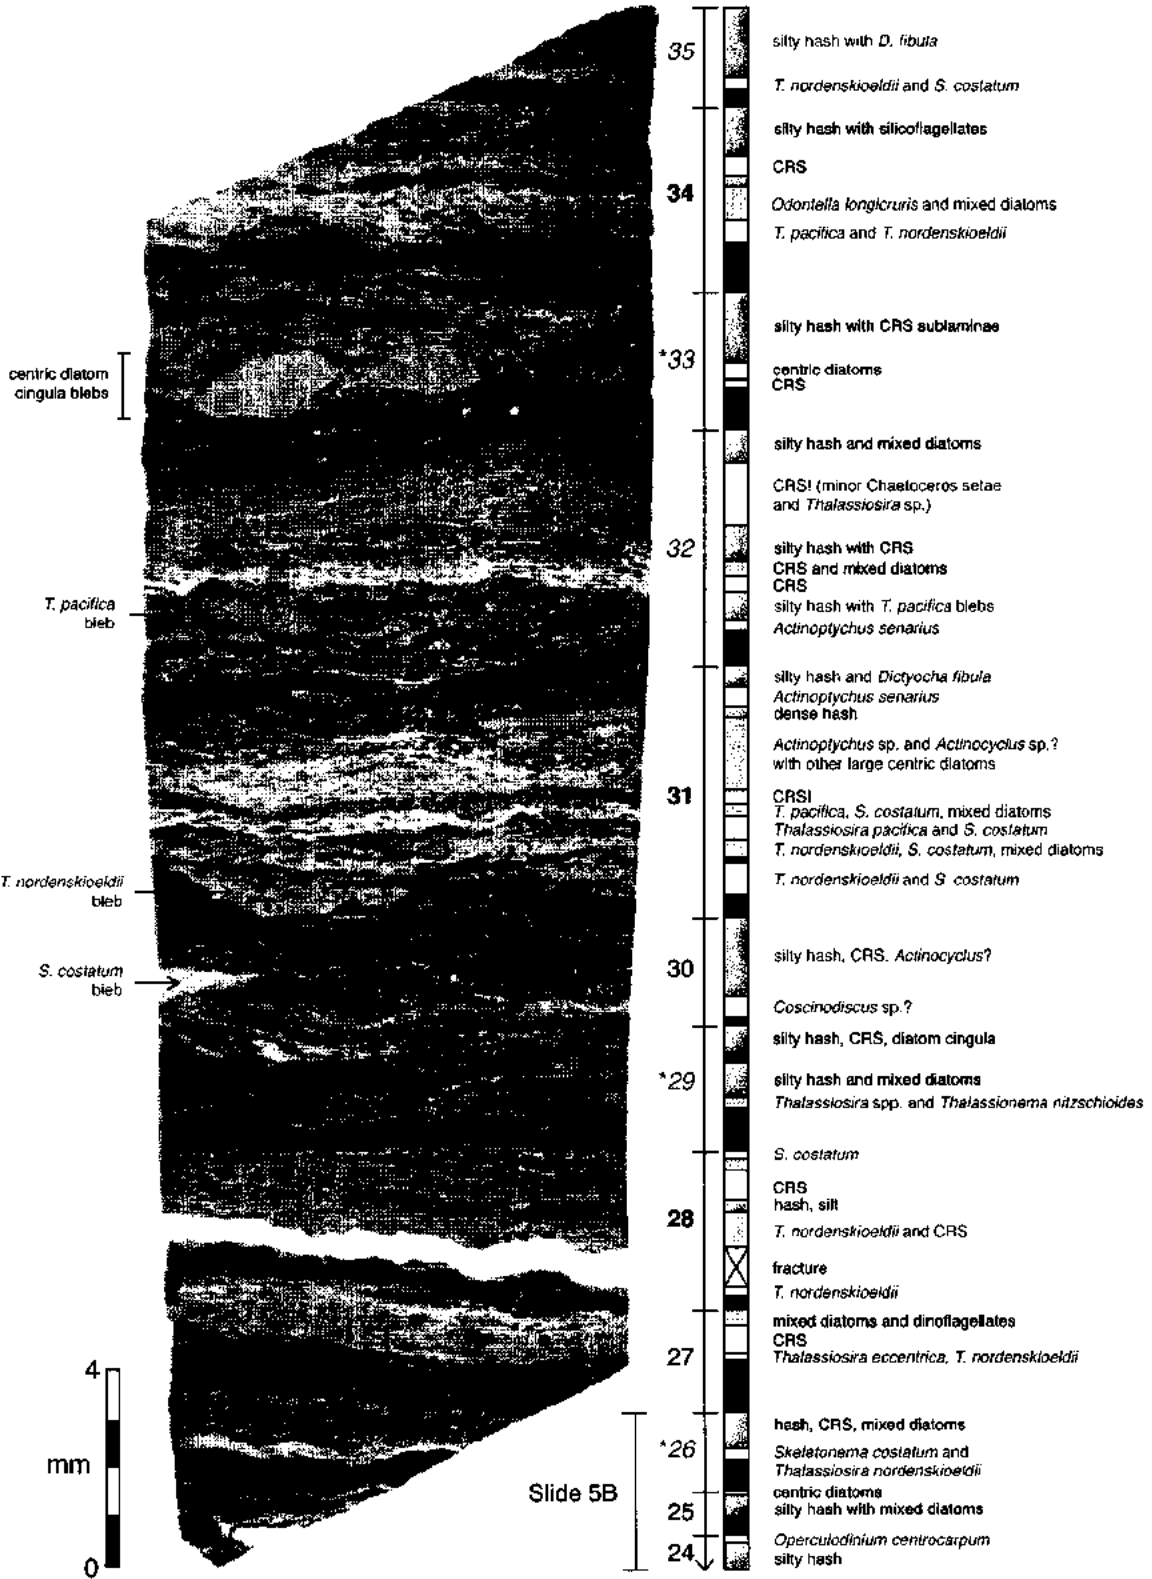 35
silty hash with D. fibula
T. nordenskioeldii and S. costatum
silty hash with silicoflagellates
CRS
34
Odontella longicruris and mixed diatoms
T. pacifica and T. nordenskioeldii
silty hash with CRS sublaminae
*33
centric diatoms
CRS
centric diatom
cingula blebs
silty hash and mixed diatoms
CRS! (minor Chaetoceros setae
and Thalassiosira sp.)
32
silty hash with CRS
CRS and mixed diatoms
CRS
T. pacifica
bleb
silty hash with T. pacifica blebs
Actinoptychus senarius
silty hash and Dictyocha fibula
Actinoptychus senarius
dense hash
Actinoptychus sp. and Actinocyclus sp.?
with other large centric diatoms
31
CRS!
T. pacifica, S. costatum, mixed diatoms
Thalassiosira pacifica and S. costatum
T. nordenskioeldii, S. costatum, mixed diatoms
T. nordenskioeldii
bleb
T. nordenskioeldii and S costatum
silty hash, CRS. Actinocyclus?
30
S. costatum
bleb
Coscinodiscus sp.?
silty hash, CRS, diatom cingula
*29
silty hash and mixed diatoms
Thalassiosira spp. and Thalassionema nitzschioides
S. costatum
CRS
hash, silt
28
T. nordenskioeldii and CRS
fracture
T. nordenskioeldii
mixed diatoms and dinoflagellates
CRS
27
Thalassiosira eccentrica, T. nordenskioeldii
4
mm
0
hash, CRS, mixed diatoms
*26
Skeletonema costatum and
Thalassiosira nordenskioeldii
Slide 5B
centric diatoms
25
silty hash with mixed diatoms
Operculodinium centrocarpum
24
silty hash